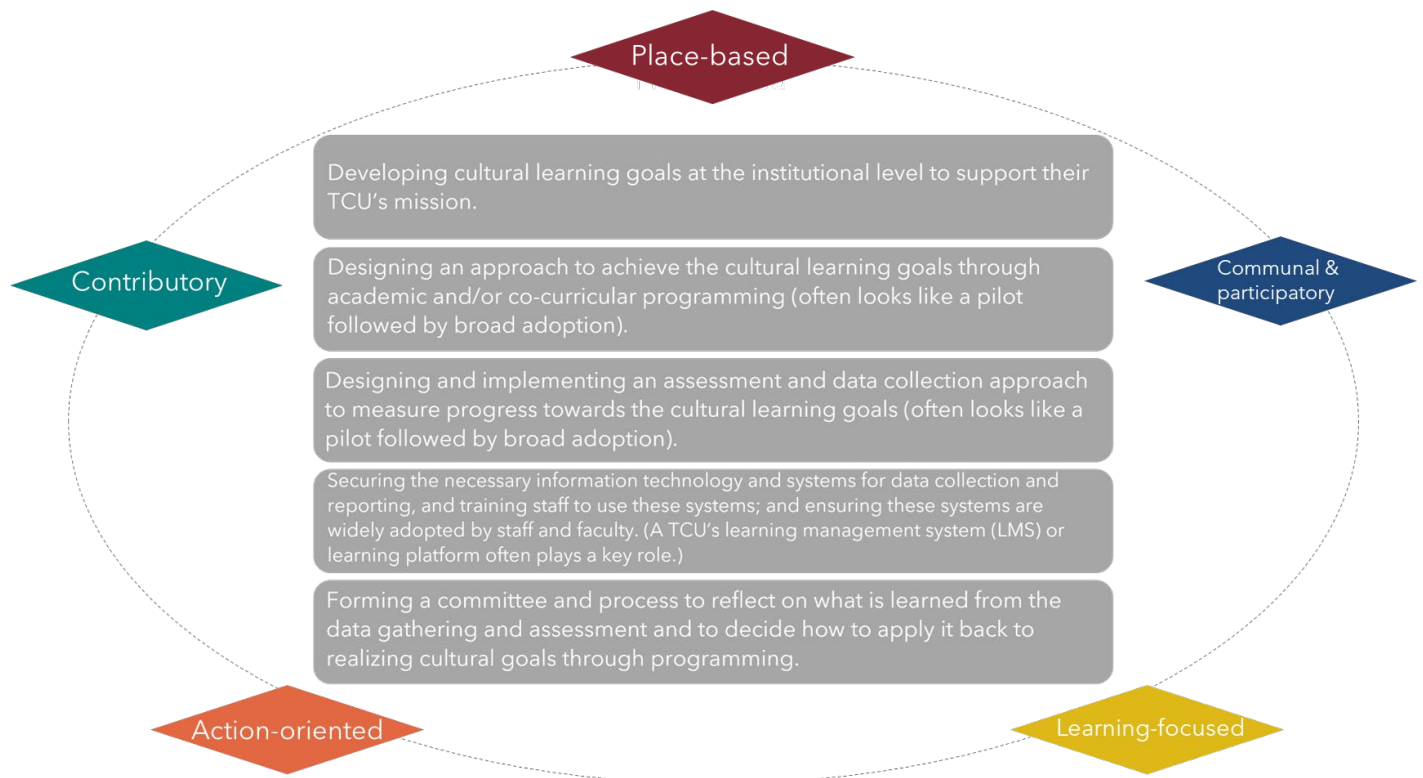 Place-based
Developing cultural learning goals at the institutional level to support their
TCU’s mission.
Contributory
Communal &
participatory
Designing an approach to achieve the cultural learning goals through
academic and/or co-curricular programming (often looks like a pilot
followed by broad adoption).
Designing and implementing an assessment and data collection approach
to measure progress towards the cultural learning goals (often looks like a
pilot followed by broad adoption).
Securing the necessary information technology and systems for data collection and
reporting, and training staff to use these systems; and ensuring these systems are
widely adopted by staff and faculty. (A TCU’s learning management system (LMS) or
learning platform often plays a key role.)
Forming a committee and process to reflect on what is learned from the
data gathering and assessment and to decide how to apply it back to
realizing cultural goals through programming.
Action-oriented
Learning-focused